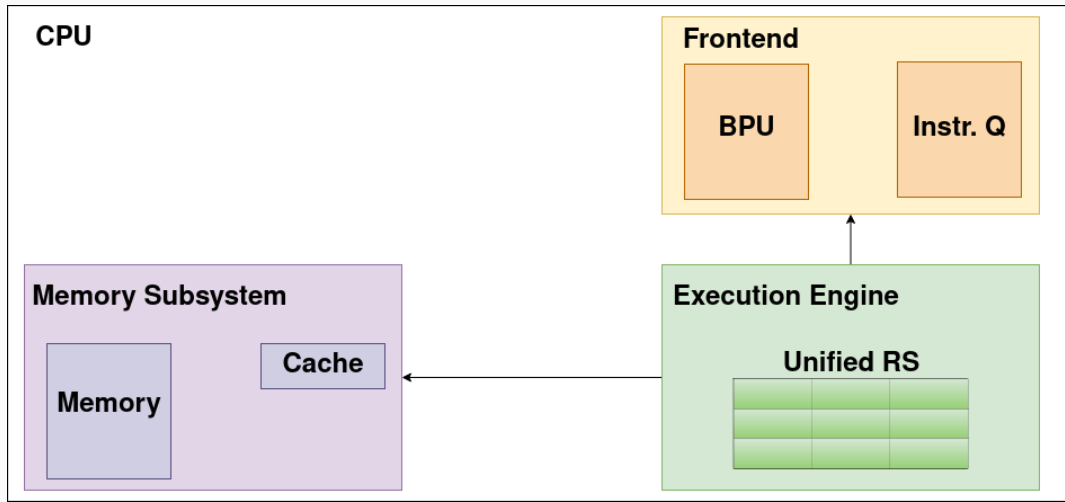 CPU
Frontend
BPU
Instr. Q
Memory Subsystem
Cache
Memory
Execution Engine
Unified RS